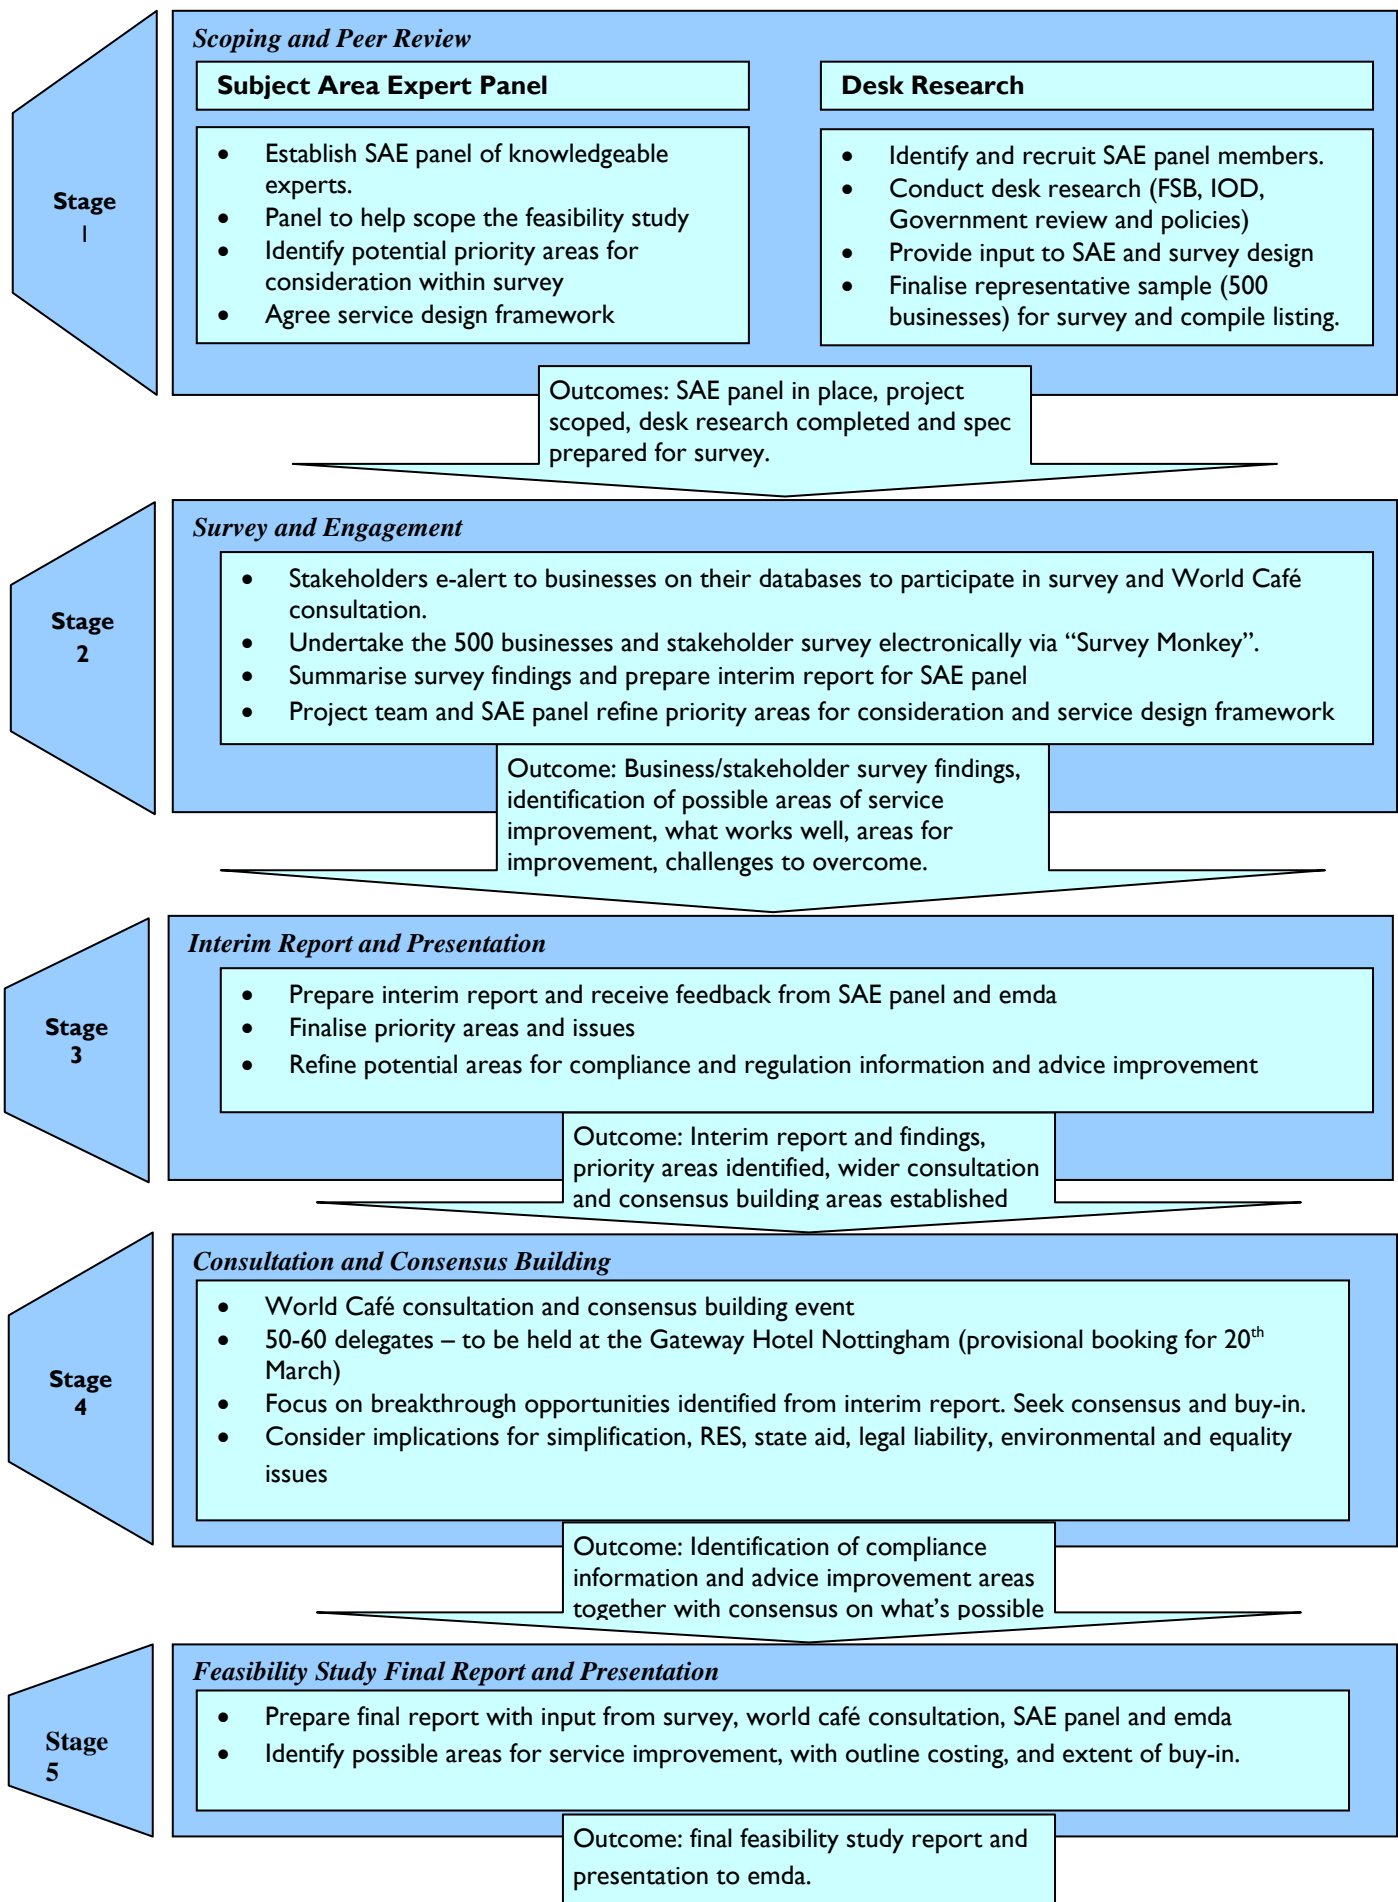 Stage
1
Scoping and Peer Review
Subject Area Expert Panel
• Establish SAE panel of knowledgeable
experts.
• Panel to help scope the feasibility study
• Identify potential priority areas for
consideration within survey
• Agree service design framework
Desk Research
• Identify and recruit SAE panel members.
• Conduct desk research (FSB, IOD,
Government review and policies)
• Provide input to SAE and survey design
• Finalise representative sample (500
businesses) for survey and compile listing.
Outcomes: SAE panel in place, project
scoped, desk research completed and spec
prepared for survey.
Stage
2
Survey and Engagement
• Stakeholders e-alert to businesses on their databases to participate in survey and World Café
consultation.
• Undertake the 500 businesses and stakeholder survey electronically via “Survey Monkey”.
• Summarise survey findings and prepare interim report for SAE panel
• Project team and SAE panel refine priority areas for consideration and service design framework
Outcome: Business/stakeholder survey findings,
identification of possible areas of service
improvement, what works well, areas for
improvement, challenges to overcome.
Stage
3
Interim Report and Presentation
• Prepare interim report and receive feedback from SAE panel and emda
• Finalise priority areas and issues
• Refine potential areas for compliance and regulation information and advice improvement
Outcome: Interim report and findings,
priority areas identified, wider consultation
and consensus building areas established
Stage
4
Consultation and Consensus Building
• World Café consultation and consensus building event
• 50-60 delegates – to be held at the Gateway Hotel Nottingham (provisional booking for 20th
March)
• Focus on breakthrough opportunities identified from interim report. Seek consensus and buy-in.
• Consider implications for simplification, RES, state aid, legal liability, environmental and equality
issues
Outcome: Identification of compliance
information and advice improvement areas
together with consensus on what’s possible
Stage
5
Feasibility Study Final Report and Presentation
• Prepare final report with input from survey, world café consultation, SAE panel and emda
• Identify possible areas for service improvement, with outline costing, and extent of buy-in.
Outcome: final feasibility study report and
presentation to emda.